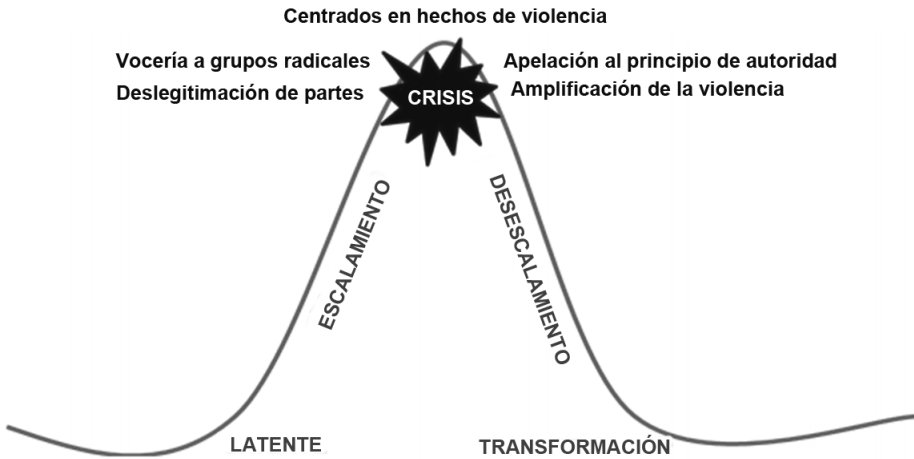 Centrados en hechos de violencia
Vocería a grupos radicales
Deslegitimación de partes
CRISIS
Apelación al principio de autoridad
Amplificación de la violencia
ESCALAMIENTO
DESESCALAMIENTO
LATENTE
TRANSFORMACIÓN